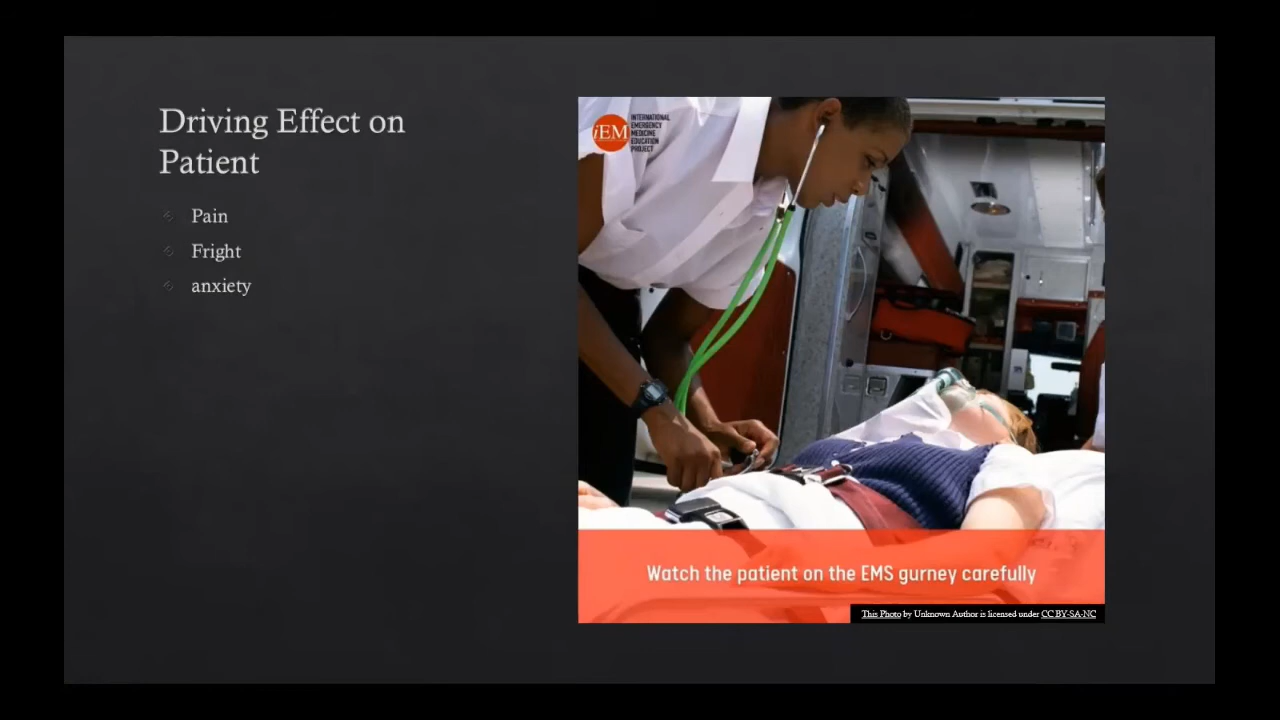 Driving Effect on
Patient
Pain
Fright
anxiety
iEM
INTERNATIONAL
EMERGENCY
MEDICINE
EDUCATION
PROJECT
Watch the patient on the EMS gurney carefully
This Photo by Unknown Author is licensed under CC BY-SA-NC